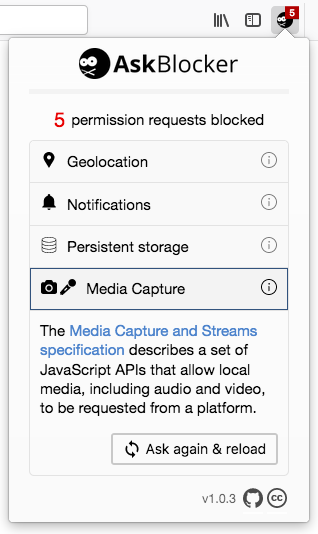 5
AskBlocker
5 permission requests blocked
Geolocation
Notifications
Persistent storage
Media Capture
The Media Capture and Streams
specification describes a set of
JavaScript APIs that allow local
media, including audio and video,
to be requested from a platform.
Ask again & reload
v1.0.3 cc